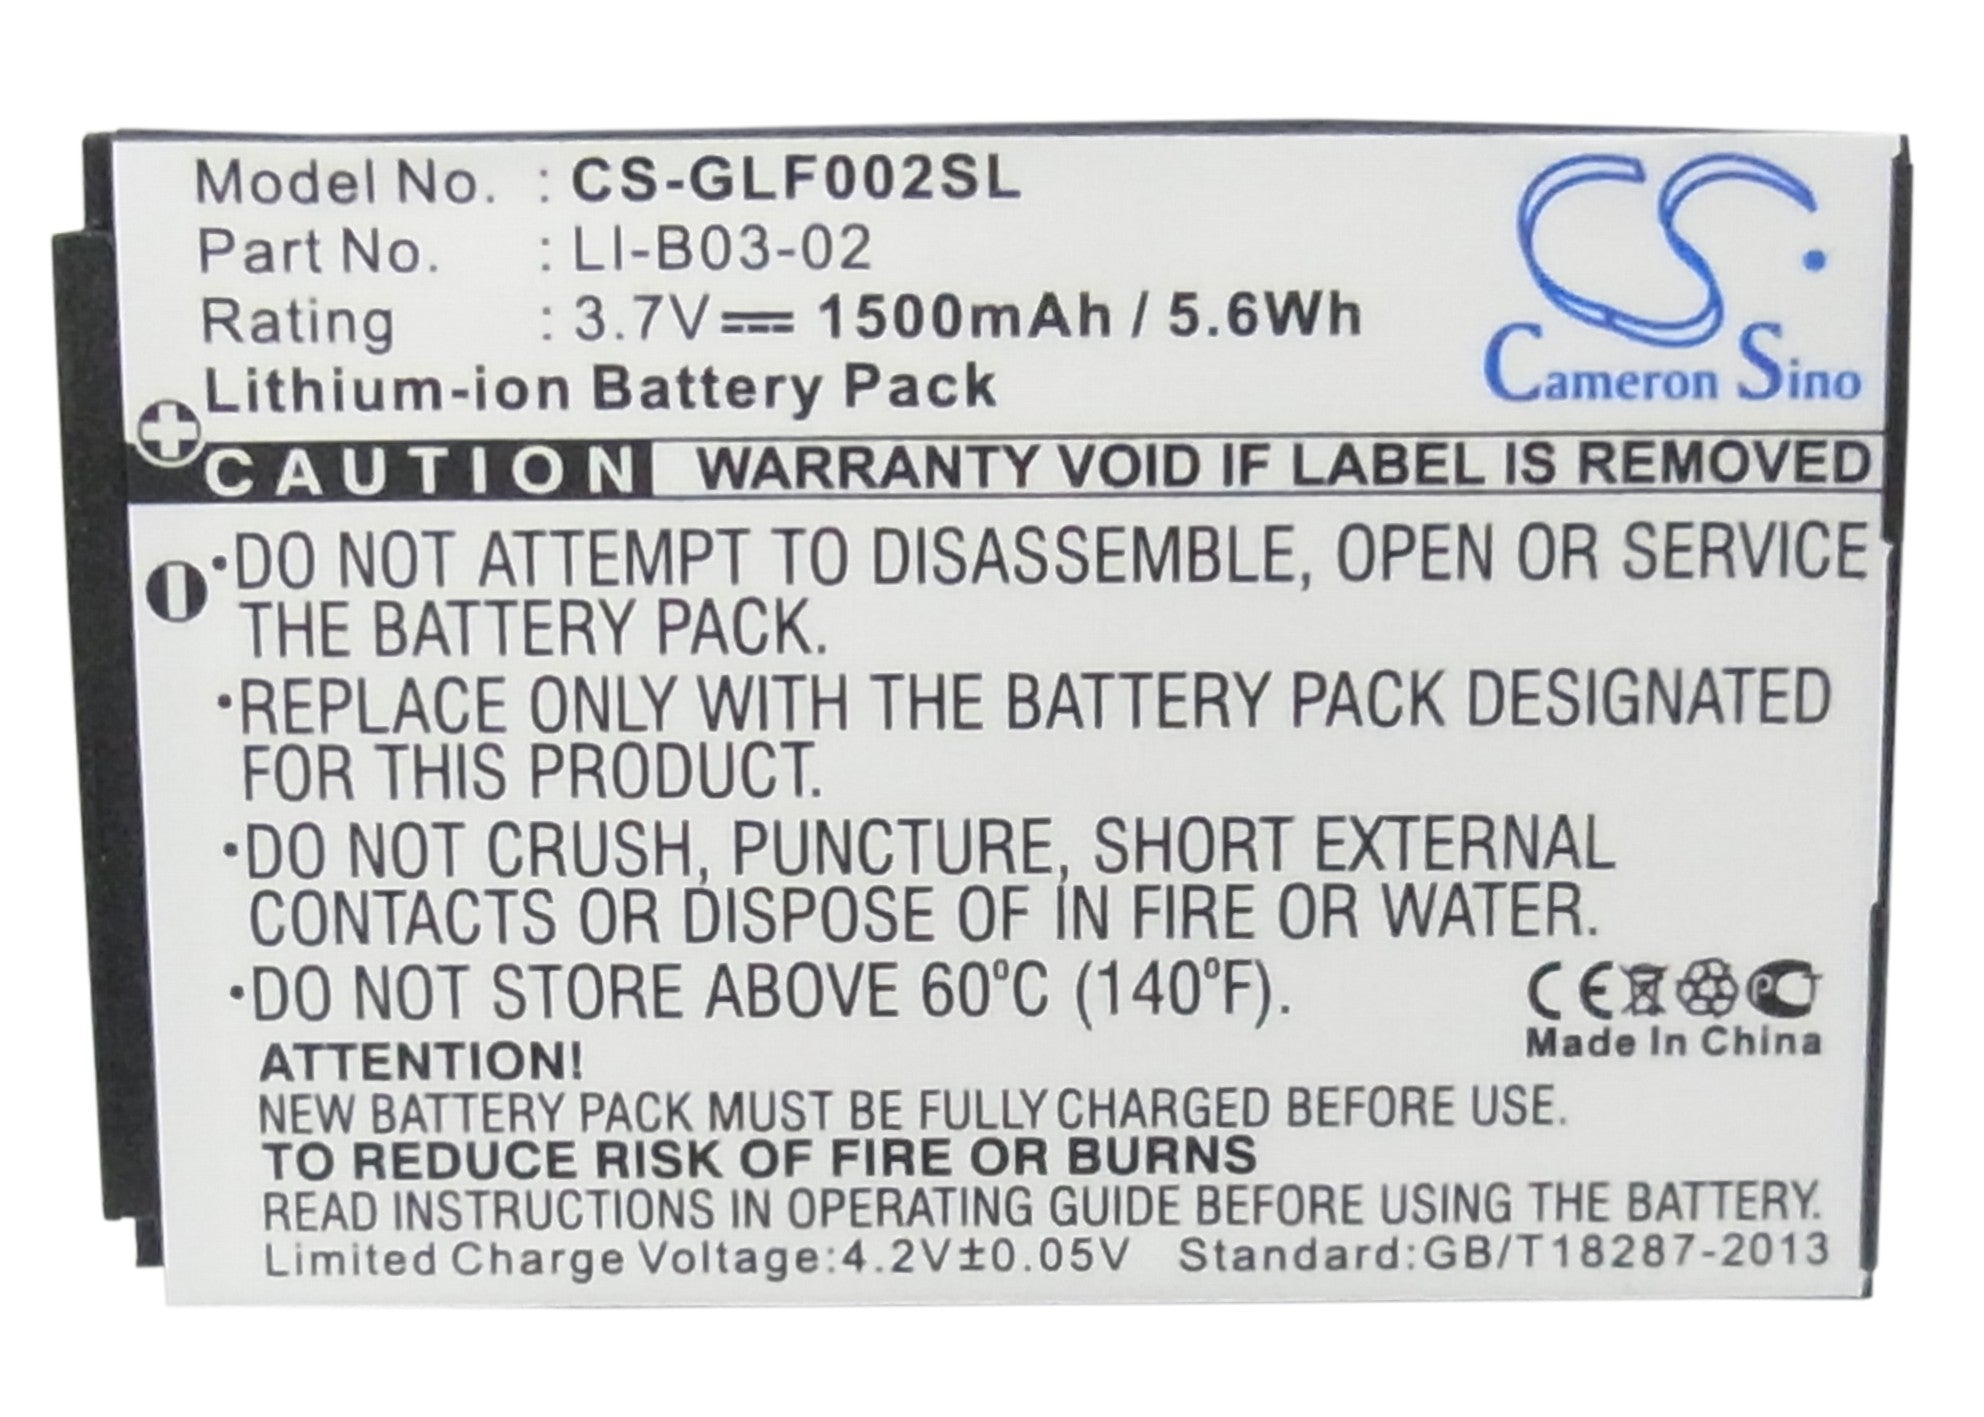 Model No. : CS-GLF002SL
Part No. : LI-B03-02
Rating : 3.7V⎓ 1500mAh / 5.6Wh
Lithium-ion Battery Pack
CS
Cameron Sino
CAUTION WARRANTY VOID IF LABEL IS REMOVED
•DO NOT ATTEMPT TO DISASSEMBLE, OPEN OR SERVICE
THE BATTERY PACK.
•REPLACE ONLY WITH THE BATTERY PACK DESIGNATED
FOR THIS PRODUCT.
•DO NOT CRUSH, PUNCTURE, SHORT EXTERNAL
CONTACTS OR DISPOSE OF IN FIRE OR WATER.
•DO NOT STORE ABOVE 60°C (140°F).
CE PC
Made In China
ATTENTION!
NEW BATTERY PACK MUST BE FULLY CHARGED BEFORE USE.
TO REDUCE RISK OF FIRE OR BURNS
READ INSTRUCTIONS IN OPERATING GUIDE BEFORE USING THE BATTERY.
Limited Charge Voltage:4.2V±0.05V Standard:GB/T18287-2013